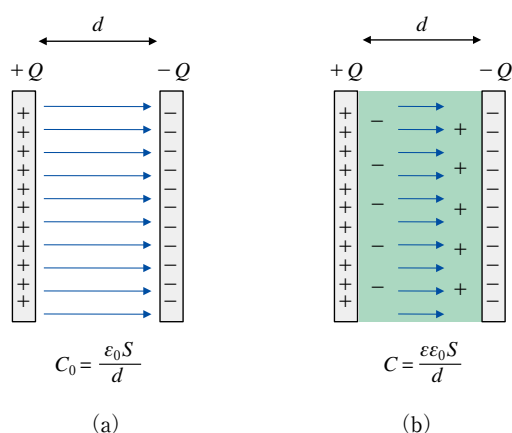 d
+Q −Q
C₀ = ε₀S / d
(a)
d
+Q −Q
C = εε₀S / d
(b)